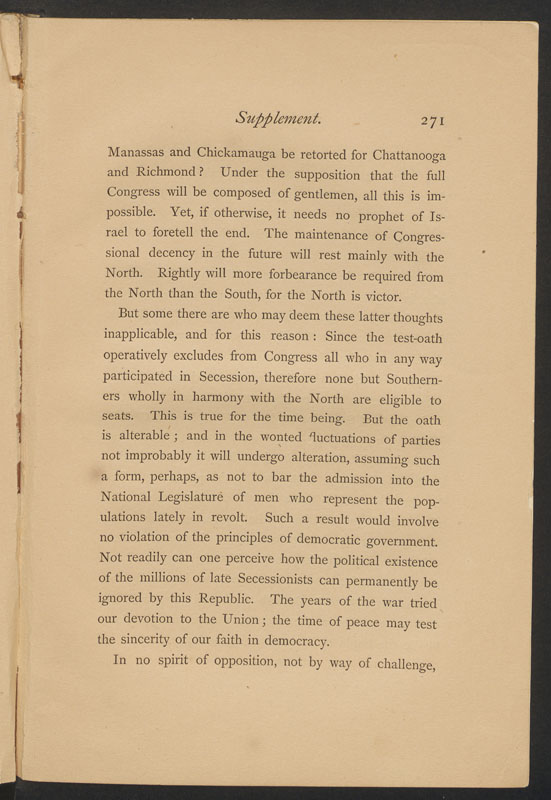 Supplement. 271
Manassas and Chickamauga be retorted for Chattanooga
and Richmond? Under the supposition that the full
Congress will be composed of gentlemen, all this is im-
possible. Yet, if otherwise, it needs no prophet of Is-
rael to foretell the end. The maintenance of Congres-
sional decency in the future will rest mainly with the
North. Rightly will more forbearance be required from
the North than the South, for the North is victor.
But some there are who may deem these latter thoughts
inapplicable, and for this reason: Since the test-oath
operatively excludes from Congress all who in any way
participated in Secession, therefore none but Southern-
ers wholly in harmony with the North are eligible to
seats. This is true for the time being. But the oath
is alterable; and in the wonted fluctuations of parties
not improbably it will undergo alteration, assuming such
a form, perhaps, as not to bar the admission into the
National Legislature of men who represent the pop-
ulations lately in revolt. Such a result would involve
no violation of the principles of democratic government.
Not readily can one perceive how the political existence
of the millions of late Secessionists can permanently be
ignored by this Republic. The years of the war tried
our devotion to the Union; the time of peace may test
the sincerity of our faith in democracy.
In no spirit of opposition, not by way of challenge,